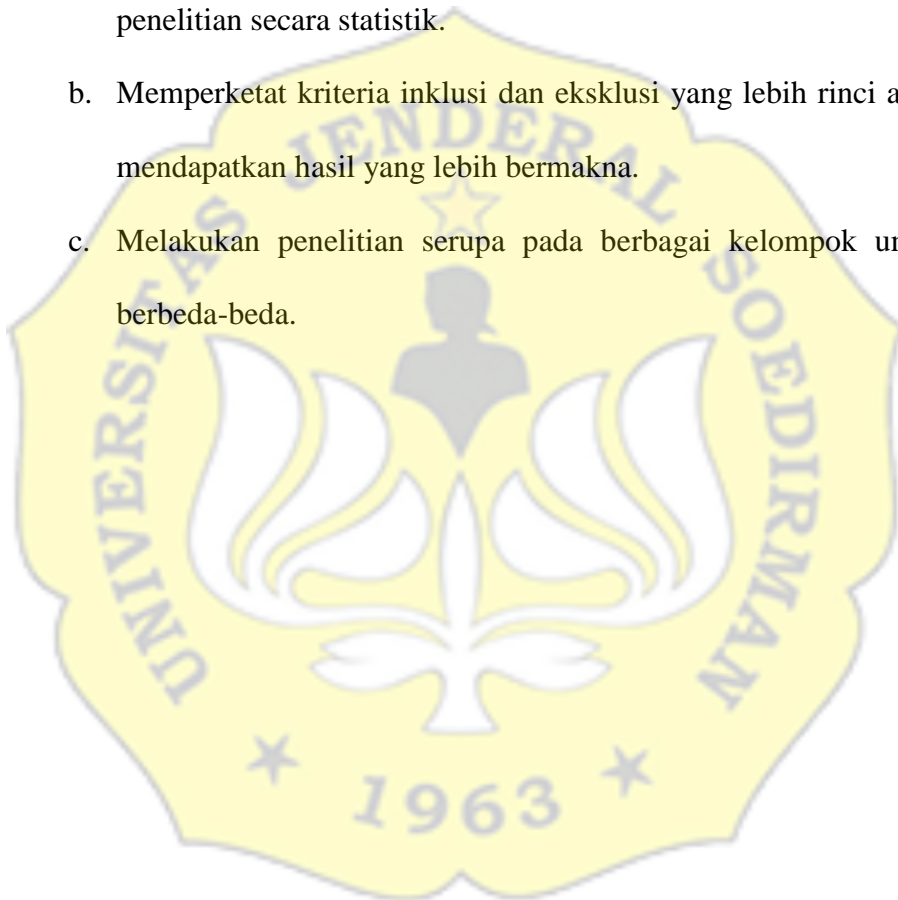 penelitian secara statistik.
b. Memperketat kriteria inklusi dan eksklusi yang lebih rinci
mendapatkan hasil yang lebih bermakna.
c. Melakukan penelitian serupa pada berbagai kelompok
berbeda-beda.
UNIVERSITAS JENDERAL SOEDIRMAN
1963